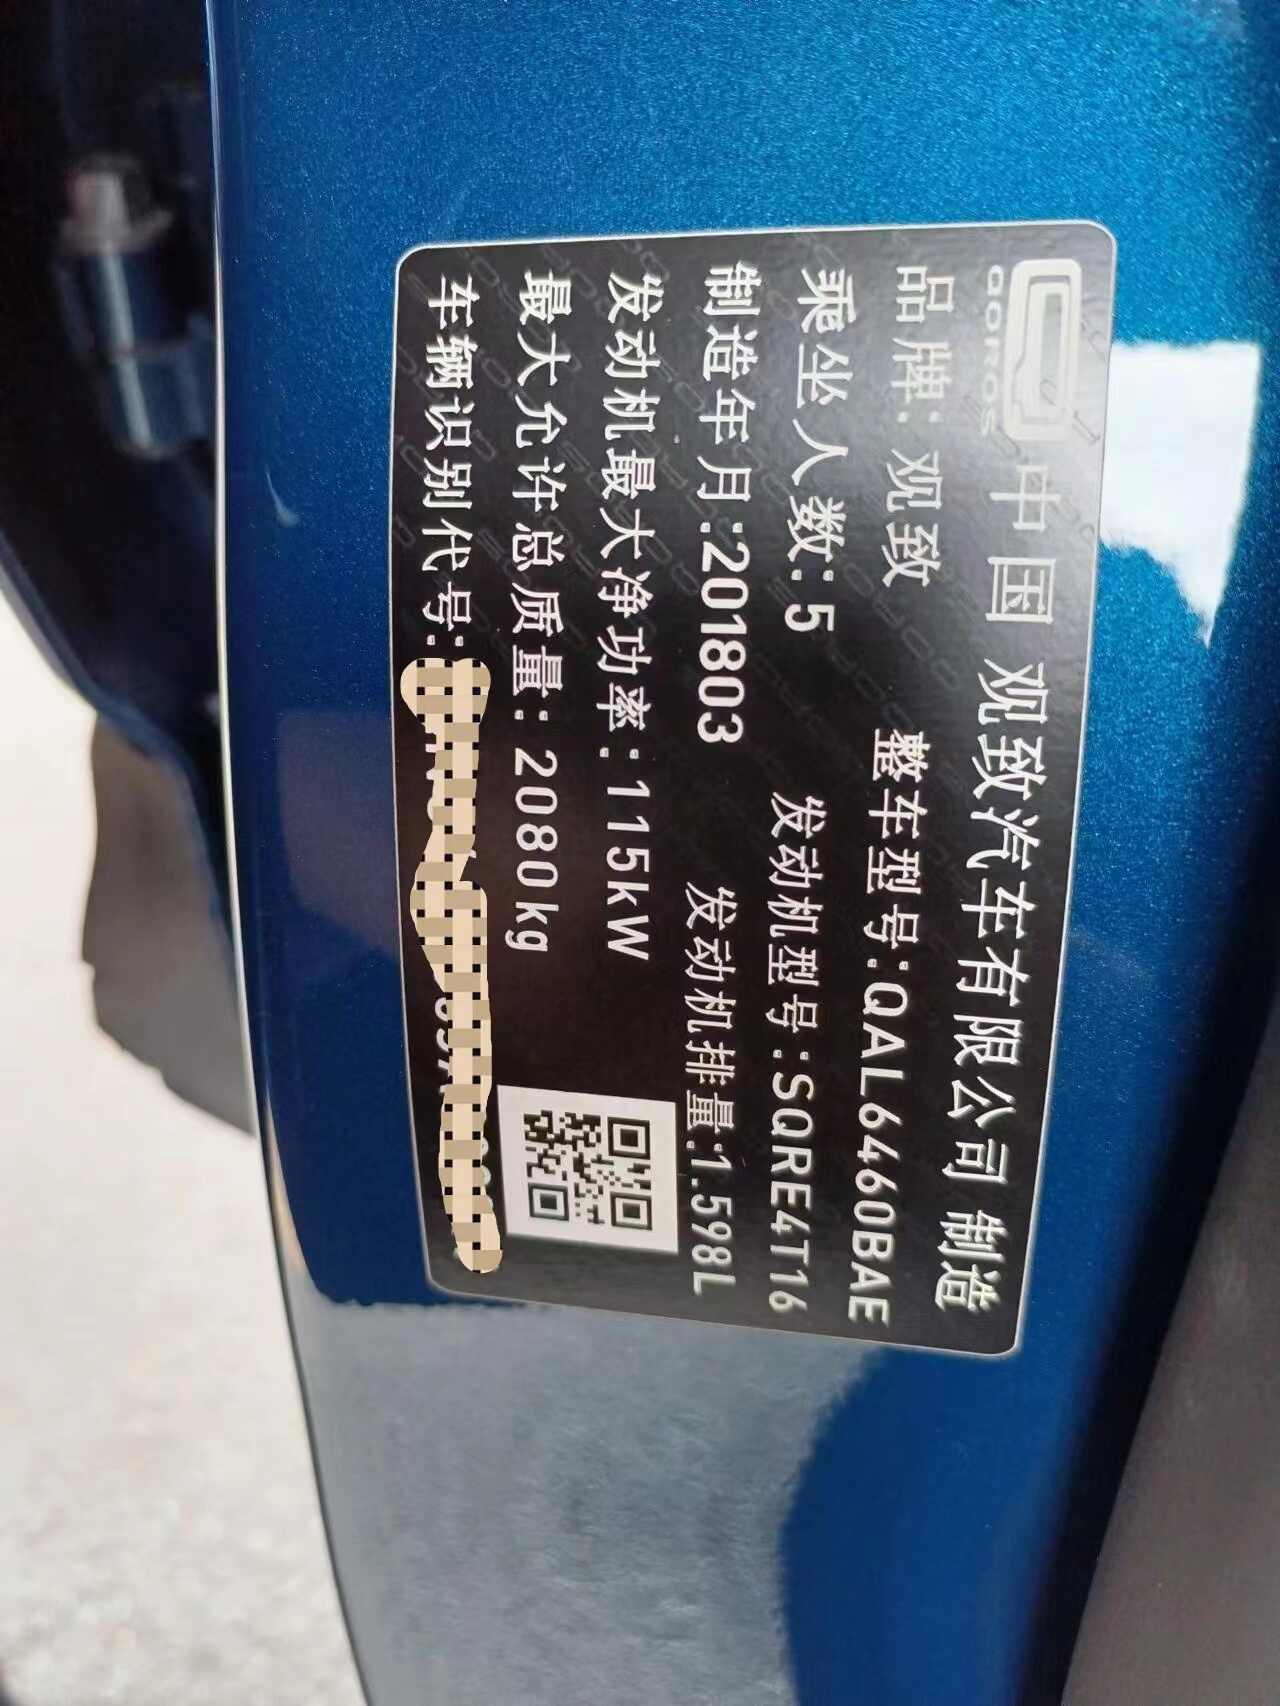 QOROS
中国 观致汽车有限公司 制造
品牌: 观致 整车型号:QAL6460BAE
乘坐人数: 5 发动机型号:SQRE4T16
制造年月:201803 发动机排量:1.598L
发动机最大净功率:115kW
最大允许总质量: 2080kg
车辆识别代号: